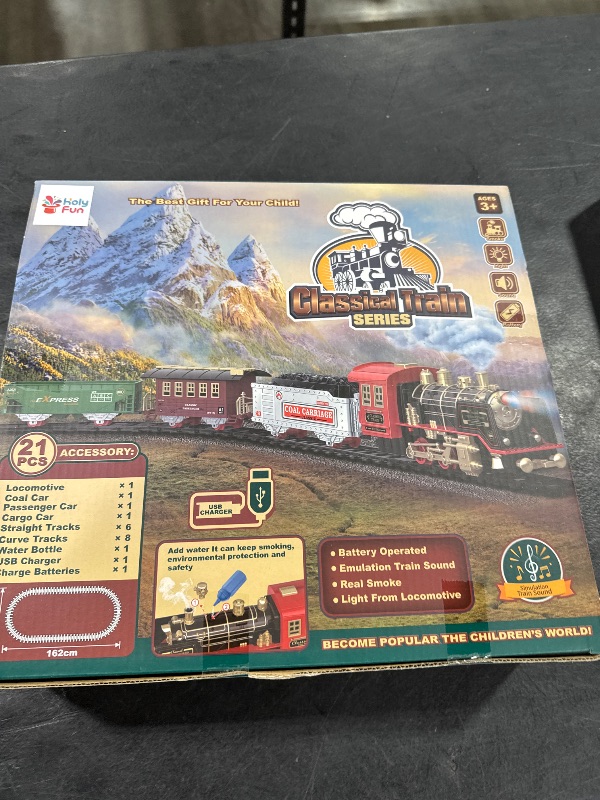 Holy
Fun
The Best Gift For Your Child!
AGES
3+
Classical Train
SERIES
EXPRESS
COAL CARRIAGE
21
PCS
ACCESSORY:
Locomotive × 1
Coal Car × 1
Passenger Car × 1
Cargo Car × 1
Straight Tracks × 6
Curve Tracks × 8
Water Bottle × 1
USB Charger × 1
Charge Batteries × 1
162cm
USB
CHARGER
Add water It can keep smoking,
environmental protection and
safety
• Battery Operated
• Emulation Train Sound
• Real Smoke
• Light From Locomotive
Simulation
Train Sound
BECOME POPULAR THE CHILDREN'S WORLD!